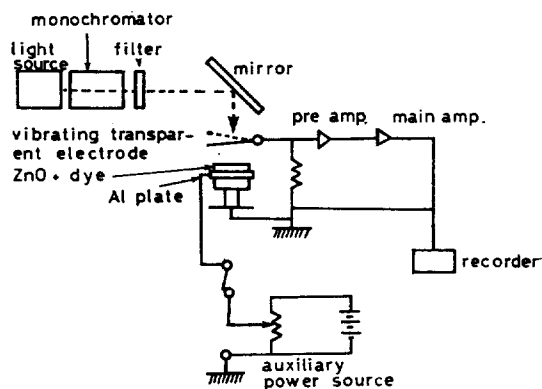 monochromator
light
source
filter
mirror
pre amp.
main amp.
vibrating transpar-
ent electrode
ZnO + dye
Al plate
recorder
auxiliary
power source